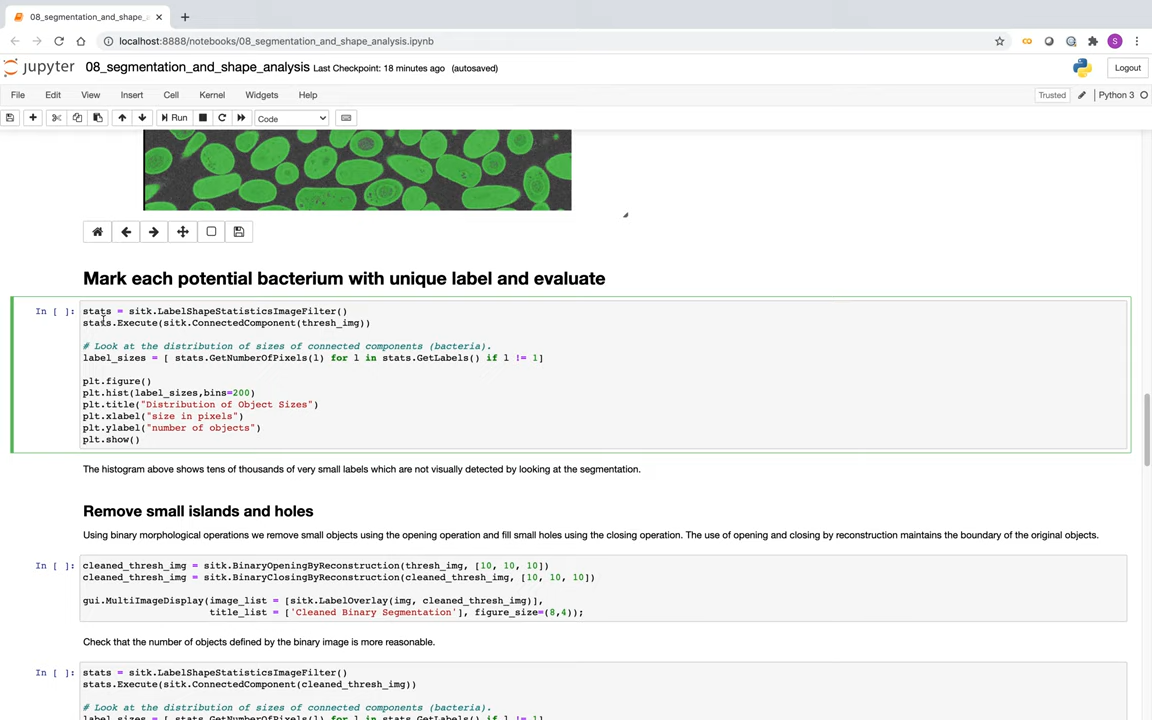 08_segmentation_and_shape_a
localhost:8888/notebooks/08_segmentation_and_shape_analysis.ipynb
S
jupyter 08_segmentation_and_shape_analysis Last Checkpoint: 18 minutes ago (autosaved)
Logout
File Edit View Insert Cell Kernel Widgets Help
Trusted Python 3
Run Code
Mark each potential bacterium with unique label and evaluate
In [ ]: stats = sitk.LabelShapeStatisticsImageFilter()
stats.Execute(sitk.ConnectedComponent(thresh_img))
# Look at the distribution of sizes of connected components (bacteria).
label_sizes = [ stats.GetNumberOfPixels(l) for l in stats.GetLabels() if l != 1]
plt.figure()
plt.hist(label_sizes,bins=200)
plt.title("Distribution of Object Sizes")
plt.xlabel("size in pixels")
plt.ylabel("number of objects")
plt.show()
The histogram above shows tens of thousands of very small labels which are not visually detected by looking at the segmentation.
Remove small islands and holes
Using binary morphological operations we remove small objects using the opening operation and fill small holes using the closing operation. The use of opening and closing by reconstruction maintains the boundary of the original objects.
In [ ]: cleaned_thresh_img = sitk.BinaryOpeningByReconstruction(thresh_img, [10, 10, 10])
cleaned_thresh_img = sitk.BinaryClosingByReconstruction(cleaned_thresh_img, [10, 10, 10])
gui.MultiImageDisplay(image_list = [sitk.LabelOverlay(img, cleaned_thresh_img)],
title_list = ['Cleaned Binary Segmentation'], figure_size=(8,4));
Check that the number of objects defined by the binary image is more reasonable.
In [ ]: stats = sitk.LabelShapeStatisticsImageFilter()
stats.Execute(sitk.ConnectedComponent(cleaned_thresh_img))
# Look at the distribution of sizes of connected components (bacteria).
label_sizes = [ stats.GetNumberOfPixels(l) for l in stats.GetLabels() if l != 1]